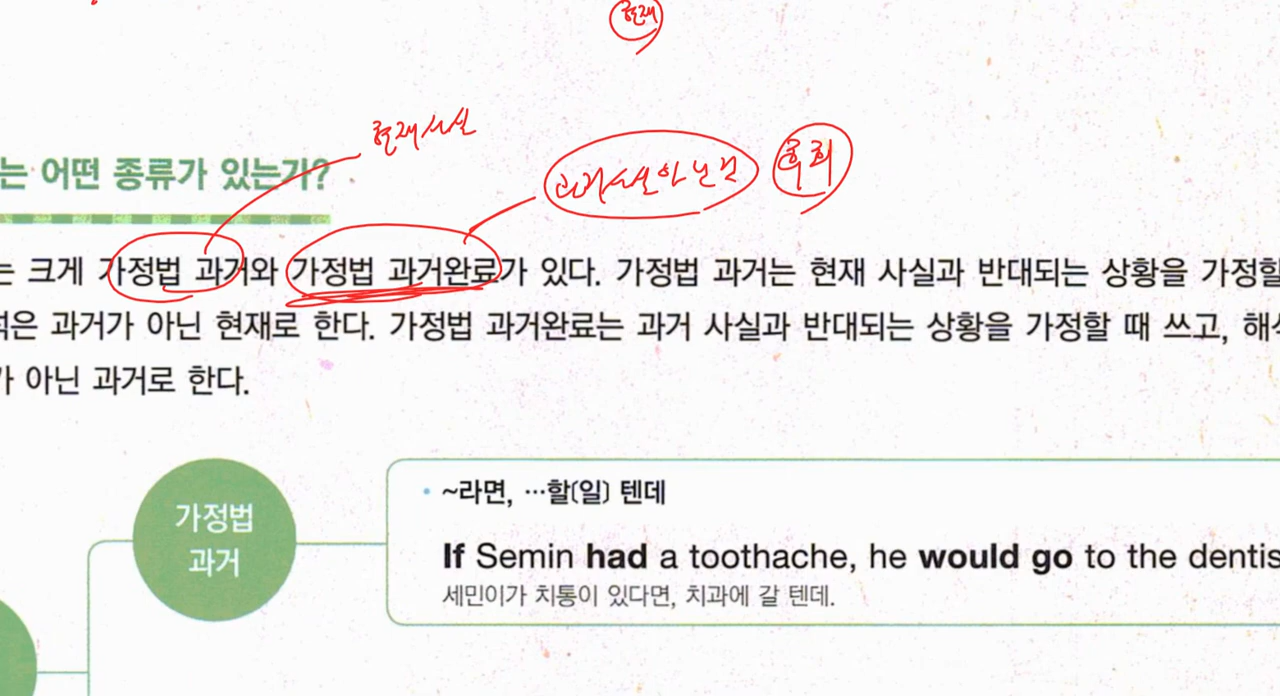 현재
현재사실
는 어떤 종류가 있는가?
과거사실아닌것
후회
는 크게 가정법 과거와 가정법 과거완료가 있다. 가정법 과거는 현재 사실과 반대되는 상황을 가정할
은 과거가 아닌 현재로 한다. 가정법 과거완료는 과거 사실과 반대되는 상황을 가정할 때 쓰고, 해
가 아닌 과거로 한다.
가정법
과거
• ~라면, …할(일) 텐데
If Semin had a toothache, he would go to the dentis
세민이가 치통이 있다면, 치과에 갈 텐데.